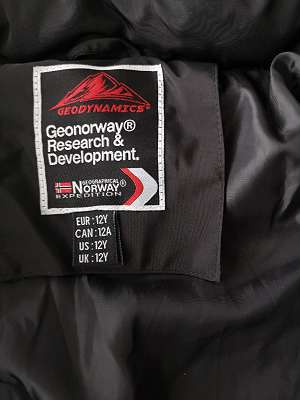 GEODYNAMICS®
Geonorway®
Research &
Development.
GEOGRAPHICAL
NORWAY®
EXPEDITION
EUR : 12Y
CAN : 12A
US : 12Y
UK : 12Y